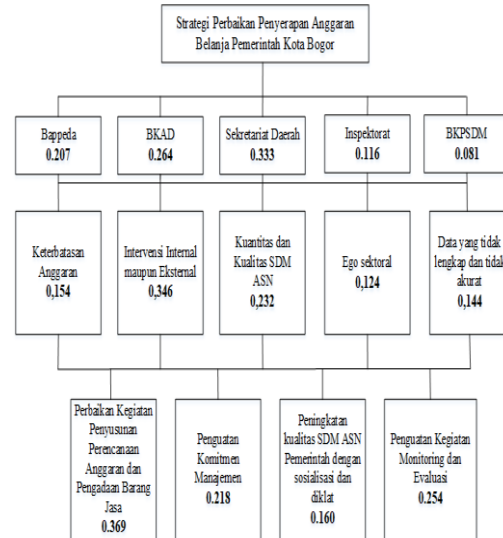 Strategi Perbaikan Penyerapan Anggaran
Belanja Pemerintah Kota Bogor
Bappeda
0.207
BKAD
0.264
Sekretariat Daerah
0.333
Inspektorat
0.116
BKPSDM
0.081
Keterbatasan
Anggaran
0,154
Intervensi Internal
maupun Eksternal
0,346
Kuantitas dan
Kualitas SDM
ASN
0,232
Ego sektoral
0,124
Data yang tidak
lengkap dan tidak
akurat
0,144
Perbaikan Kegiatan
Penyusunan
Perencanaan
Anggaran dan
Pengadaan Barang
Jasa
0.369
Penguatan
Komitmen
Manajemen
0.218
Peningkatan
kualitas SDM ASN
Pemerintah dengan
sosialisasi dan
diklat
0.160
Penguatan Kegiatan
Monitoring dan
Evaluasi
0.254